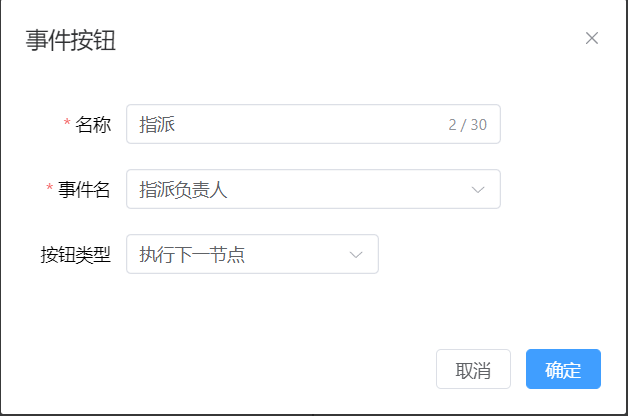 事件按钮
* 名称 指派 2 / 30
* 事件名 指派负责人
按钮类型 执行下一节点
取消 确定